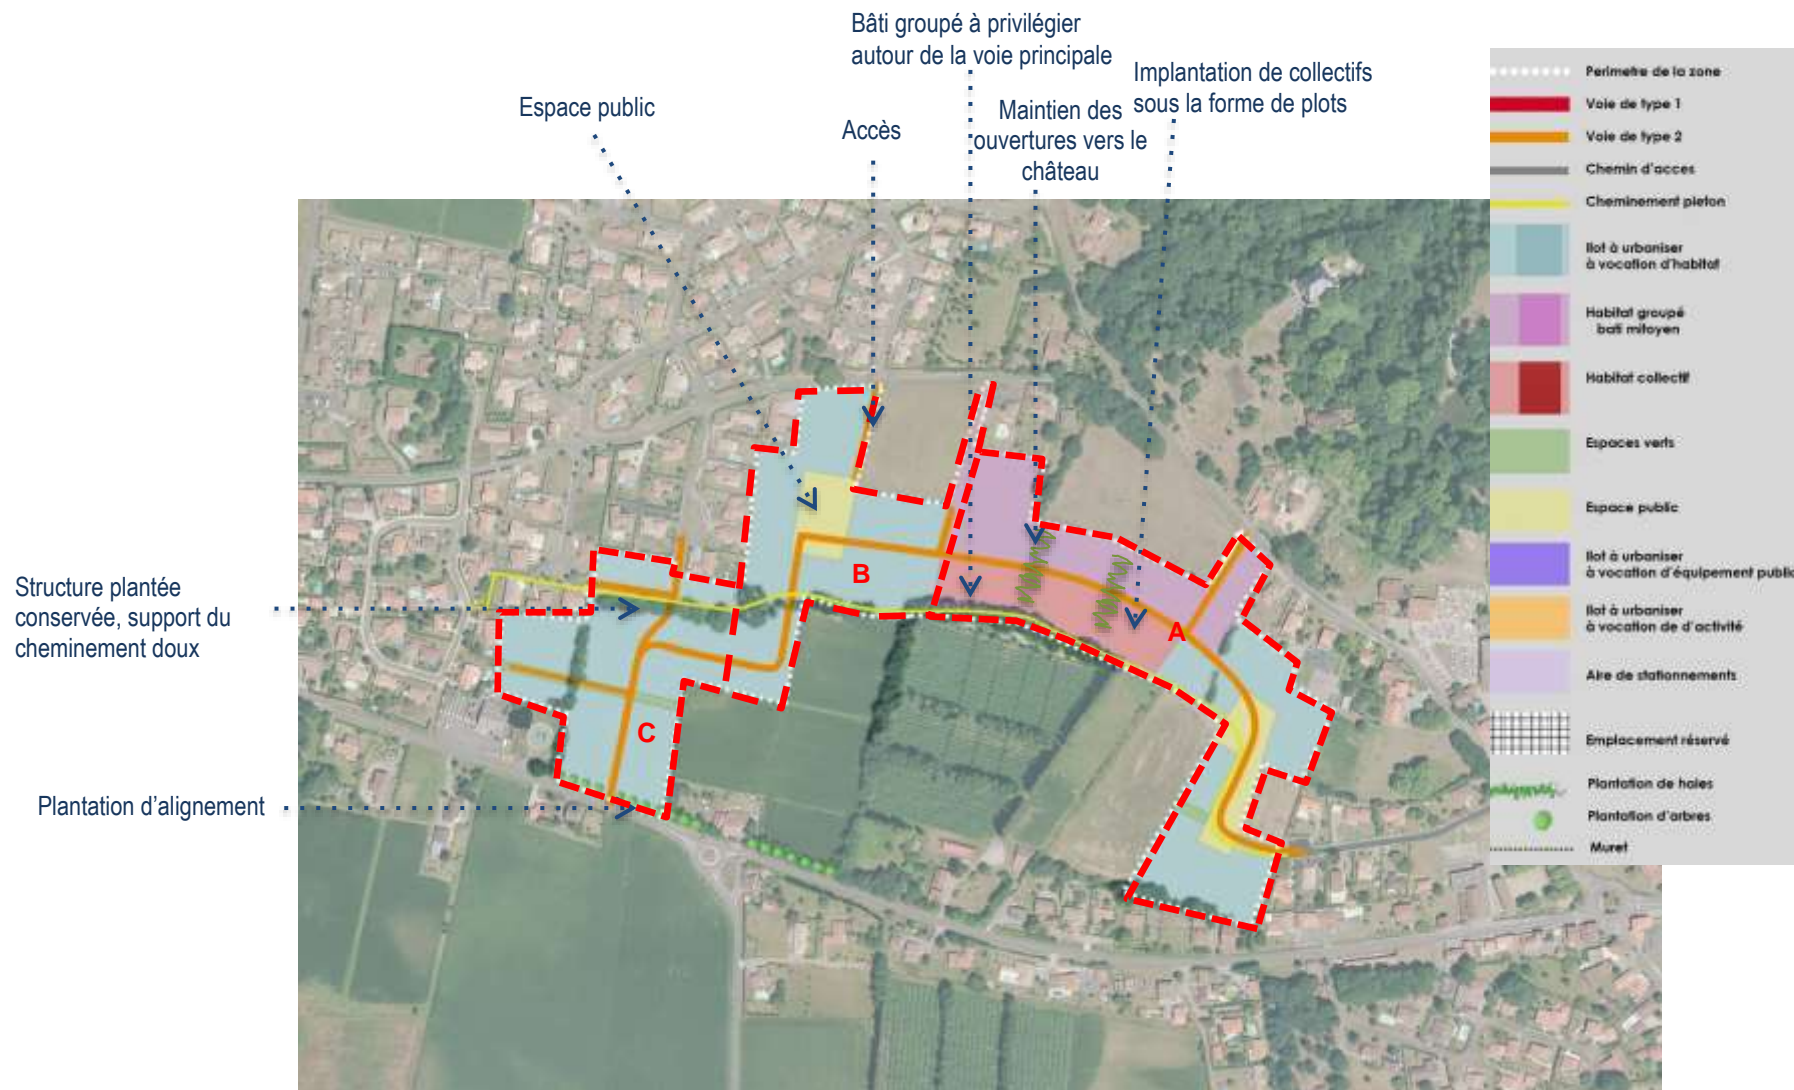 Bâti groupé à privilégier
autour de la voie principale
Implantation de collectifs
sous la forme de plots
Espace public
Accès
Maintien des
ouvertures vers le
château
Structure plantée
conservée, support du
cheminement doux
Plantation d'alignement
A
B
C
Perimetre de la zone
Voie de type 1
Voie de type 2
Chemin d'acces
Cheminement pieton
Ilot à urbaniser
à vocation d'habitat
Habitat groupé
bati mitoyen
Habitat collectif
Espaces verts
Espace public
Ilot à urbaniser
à vocation d'équipement public
Ilot à urbaniser
à vocation de d'activité
Aire de stationnements
Emplacement réservé
Plantation de haies
Plantation d'arbres
Muret